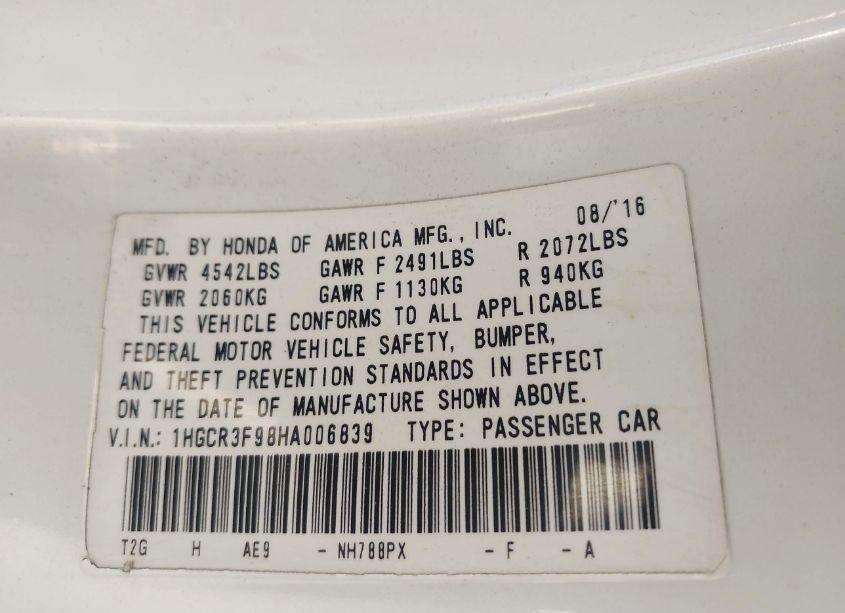 MFD. BY HONDA OF AMERICA MFG., INC. 08/'16
GVWR 4542LBS GAWR F 2491LBS R 2072LBS
GVWR 2060KG GAWR F 1130KG R 940KG
THIS VEHICLE CONFORMS TO ALL APPLICABLE
FEDERAL MOTOR VEHICLE SAFETY, BUMPER,
AND THEFT PREVENTION STANDARDS IN EFFECT
ON THE DATE OF MANUFACTURE SHOWN ABOVE.
V.I.N.: 1HGCR3F98HA006839 TYPE: PASSENGER CAR
T2G H AE9 - NH788PX - F - A